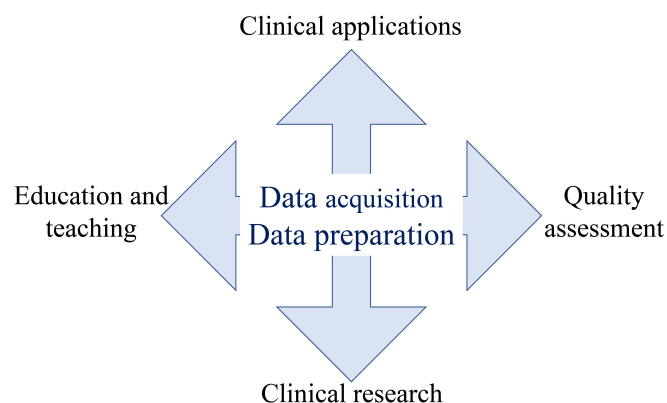 Clinical applications
Education and
teaching
Data acquisition
Data preparation
Quality
assessment
Clinical research